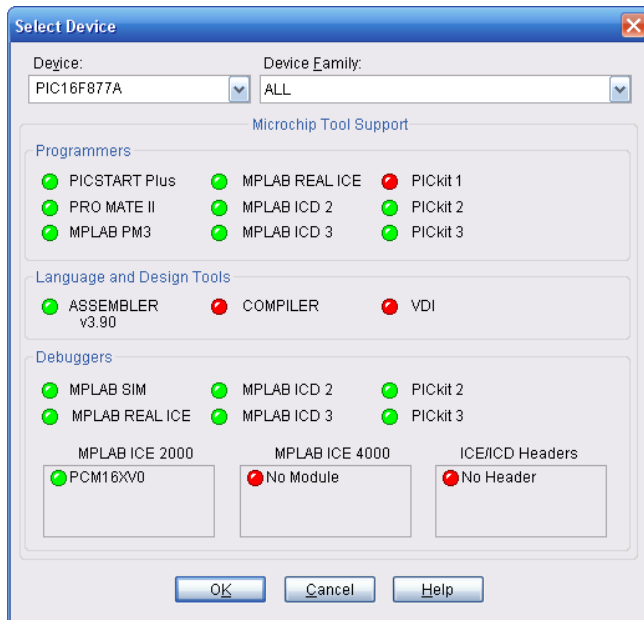 Select Device
Device:
Device Family:
PIC16F877A
ALL
Microchip Tool Support
Programmers
PICSTART Plus
MPLAB REAL ICE
PICkit 1
PRO MATE II
MPLAB ICD 2
PICkit 2
MPLAB PM3
MPLAB ICD 3
PICkit 3
Language and Design Tools
ASSEMBLER
v3.90
COMPILER
VDI
Debuggers
MPLAB SIM
MPLAB ICD 2
PICkit 2
MPLAB REAL ICE
MPLAB ICD 3
PICkit 3
MPLAB ICE 2000
MPLAB ICE 4000
ICE/ICD Headers
PCM16XV0
No Module
No Header
OK
Cancel
Help